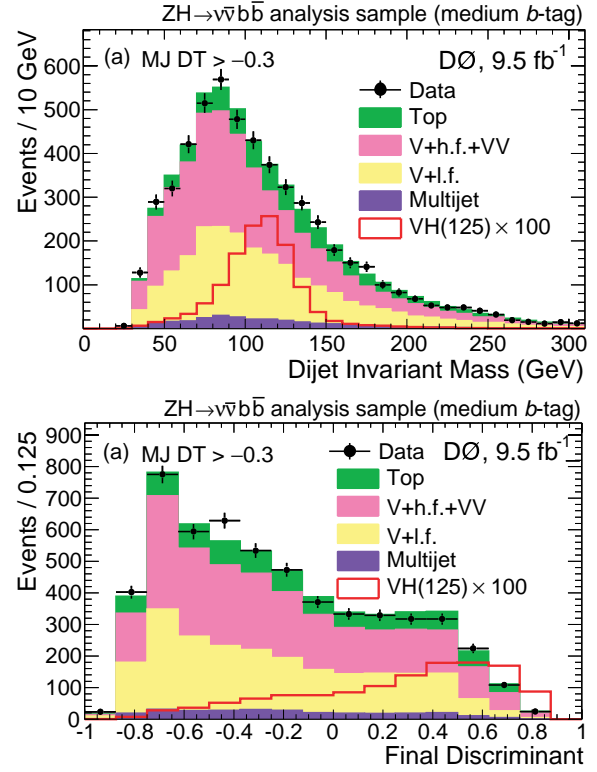 ZH→νν̄bb̄ analysis sample (medium b-tag)
(a) MJ DT > −0.3 DØ, 9.5 fb⁻¹
Data
Top
V+h.f.+VV
V+l.f.
Multijet
VH(125) × 100
Events / 10 GeV
600
500
400
300
200
100
0 50 100 150 200 250 300
Dijet Invariant Mass (GeV)
ZH→νν̄bb̄ analysis sample (medium b-tag)
(a) MJ DT > −0.3 DØ, 9.5 fb⁻¹
Data
Top
V+h.f.+VV
V+l.f.
Multijet
VH(125) × 100
Events / 0.125
900
800
700
600
500
400
300
200
100
0
-1 -0.8 -0.6 -0.4 -0.2 0 0.2 0.4 0.6 0.8 1
Final Discriminant